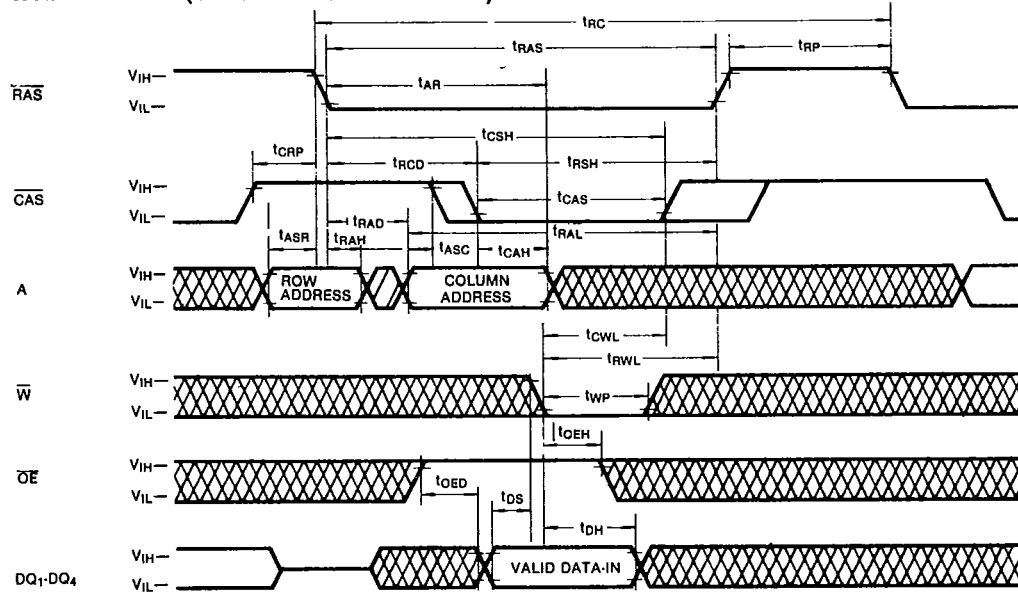 tRC
tRAS
tRP
VIH—
tAR
RAS
VIL—
tCSH
tCRP
tRCD
tRSH
VIH—
CAS
tCAS
VIL—
tRAD
tRAL
tASR
tRAH
tASC
tCAH
VIH—
A
ROW ADDRESS
COLUMN ADDRESS
VIL—
tCWL
tRWL
VIH—
W
tWP
VIL—
tOEH
VIH—
OE
VIL—
tOED
tDS
tDH
VIH—
VALID DATA-IN
DQ1-DQ4
VIL—